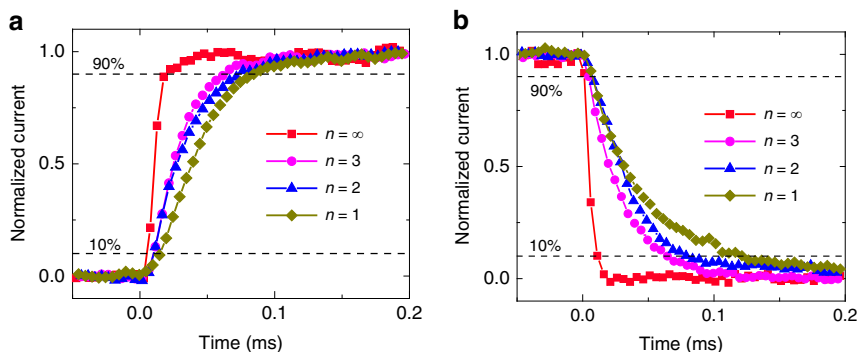 a
Normalized current
1.0
0.5
0.0
90%
10%
n = ∞
n = 3
n = 2
n = 1
0.0
0.1
0.2
Time (ms)
b
Normalized current
1.0
0.5
0.0
90%
10%
n = ∞
n = 3
n = 2
n = 1
0.0
0.1
0.2
Time (ms)